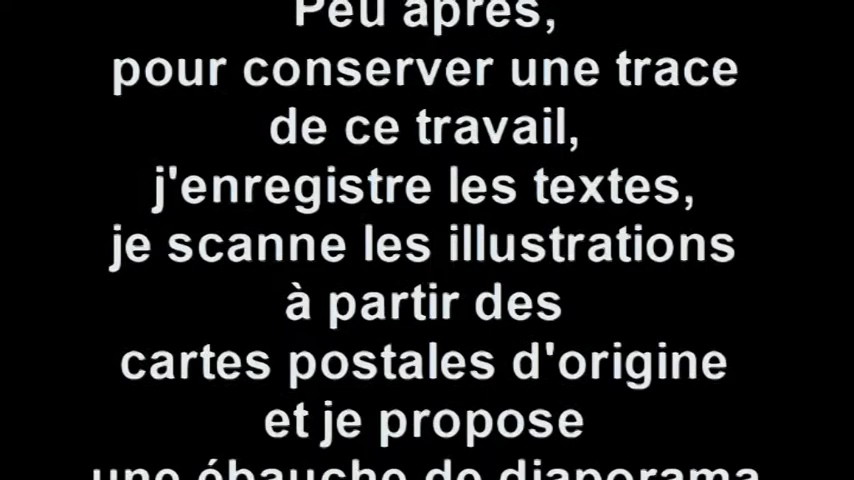 Peu après,
pour conserver une trace
de ce travail,
j'enregistre les textes,
je scanne les illustrations
à partir des
cartes postales d'origine
et je propose
une ébauche de diaporama